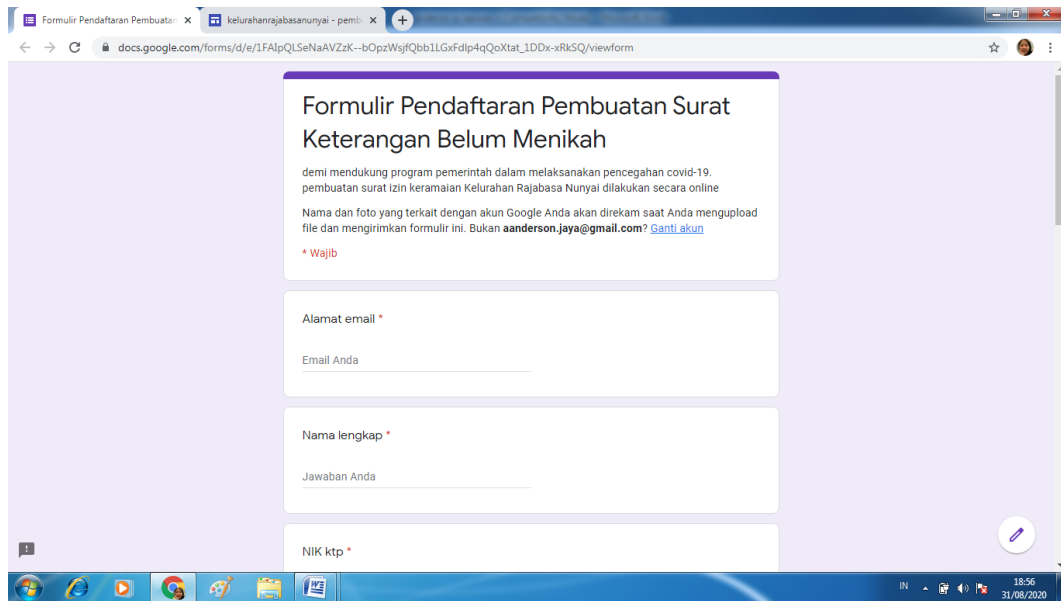 Formulir Pendaftaran Pembuatan
kelurahanrajabasanunyai - pemb
docs.google.com/forms/d/e/1FAIpQLSeNaAVZzK--bOpzWsjfQbb1LGxFdIp4qQoXtat_1DDx-xRkSQ/viewform
Formulir Pendaftaran Pembuatan Surat
Keterangan Belum Menikah
demi mendukung program pemerintah dalam melaksanakan pencegahan covid-19.
pembuatan surat izin keramaian Kelurahan Rajabasa Nunyai dilakukan secara online
Nama dan foto yang terkait dengan akun Google Anda akan direkam saat Anda mengupload
file dan mengirimkan formulir ini. Bukan aanderson.jaya@gmail.com? Ganti akun
* Wajib
Alamat email *
Email Anda
Nama lengkap *
Jawaban Anda
NIK ktp *
IN
18:56
31/08/2020